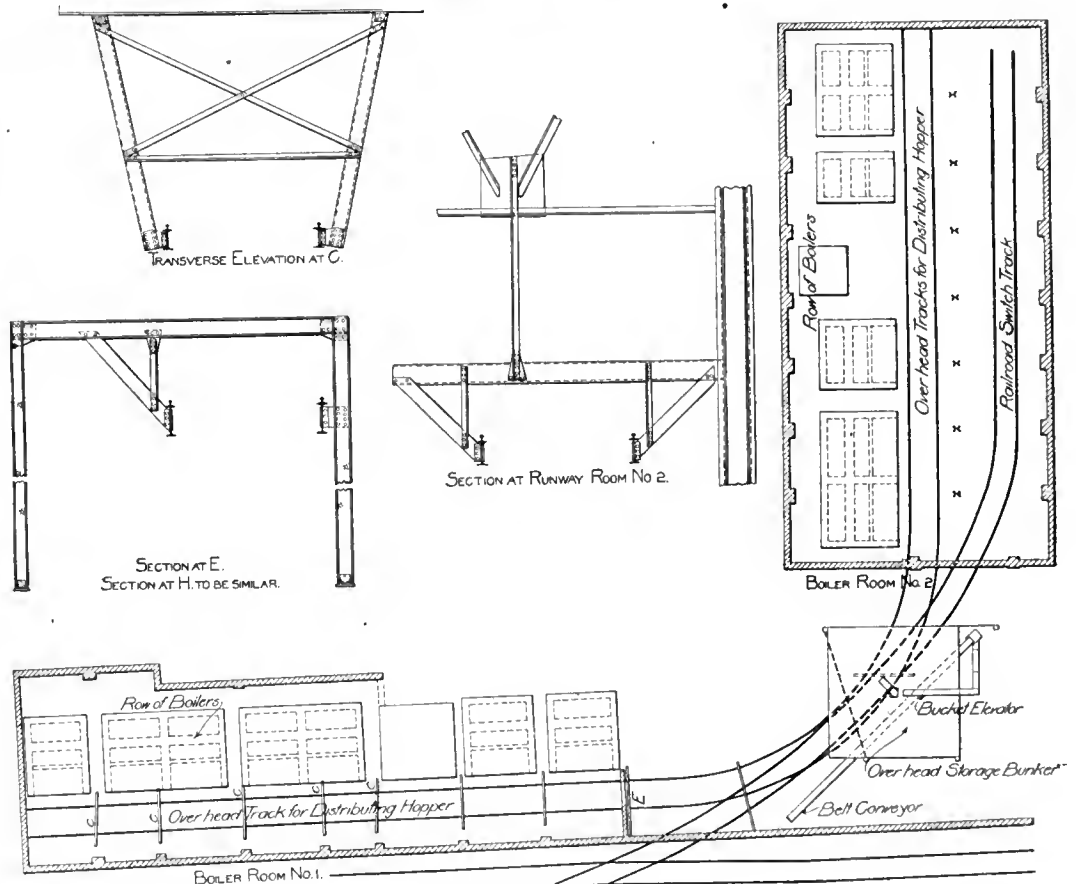 TRANSVERSE ELEVATION AT C.
SECTION AT E.
SECTION AT H. TO BE SIMILAR.
SECTION AT RUNWAY ROOM NO 2.
Row of Boilers
Overhead Tracks for Distributing Hopper
Railroad Switch Track
BOILER ROOM NO. 2
Row of Boilers
Overhead Track for Distributing Hopper
C
C
C
C
C
C
E
Bucket Elevator
Overhead Storage Bunker
Belt Conveyor
BOILER ROOM NO. 1.